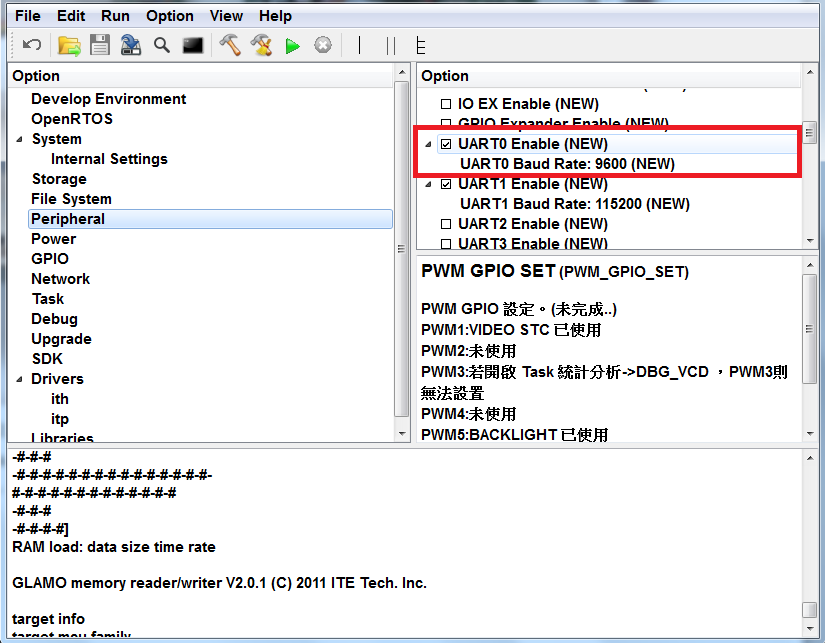 File Edit Run Option View Help
Option
Develop Environment
OpenRTOS
System
Internal Settings
Storage
File System
Peripheral
Power
GPIO
Network
Task
Debug
Upgrade
SDK
Drivers
ith
itp
Libraries
Option
IO EX Enable (NEW)
GPIO Expander Enable (NEW)
UART0 Enable (NEW)
UART0 Baud Rate: 9600 (NEW)
UART1 Enable (NEW)
UART1 Baud Rate: 115200 (NEW)
UART2 Enable (NEW)
UART3 Enable (NEW)
PWM GPIO SET (PWM_GPIO_SET)
PWM GPIO 設定。(未完成..)
PWM1:VIDEO STC 已使用
PWM2:未使用
PWM3:若開啟 Task 統計分析->DBG_VCD ，PWM3則
無法設置
PWM4:未使用
PWM5:BACKLIGHT 已使用
-#-#-#
-#-#-#-#-#-#-#-#-#-#-#-#-#-#-#-
#-#-#-#-#-#-#-#-#-#-#-#-#
-#-#-#
-#-#-#-#]
RAM load: data size time rate
GLAMO memory reader/writer V2.0.1 (C) 2011 ITE Tech. Inc.
target info
target mcu family